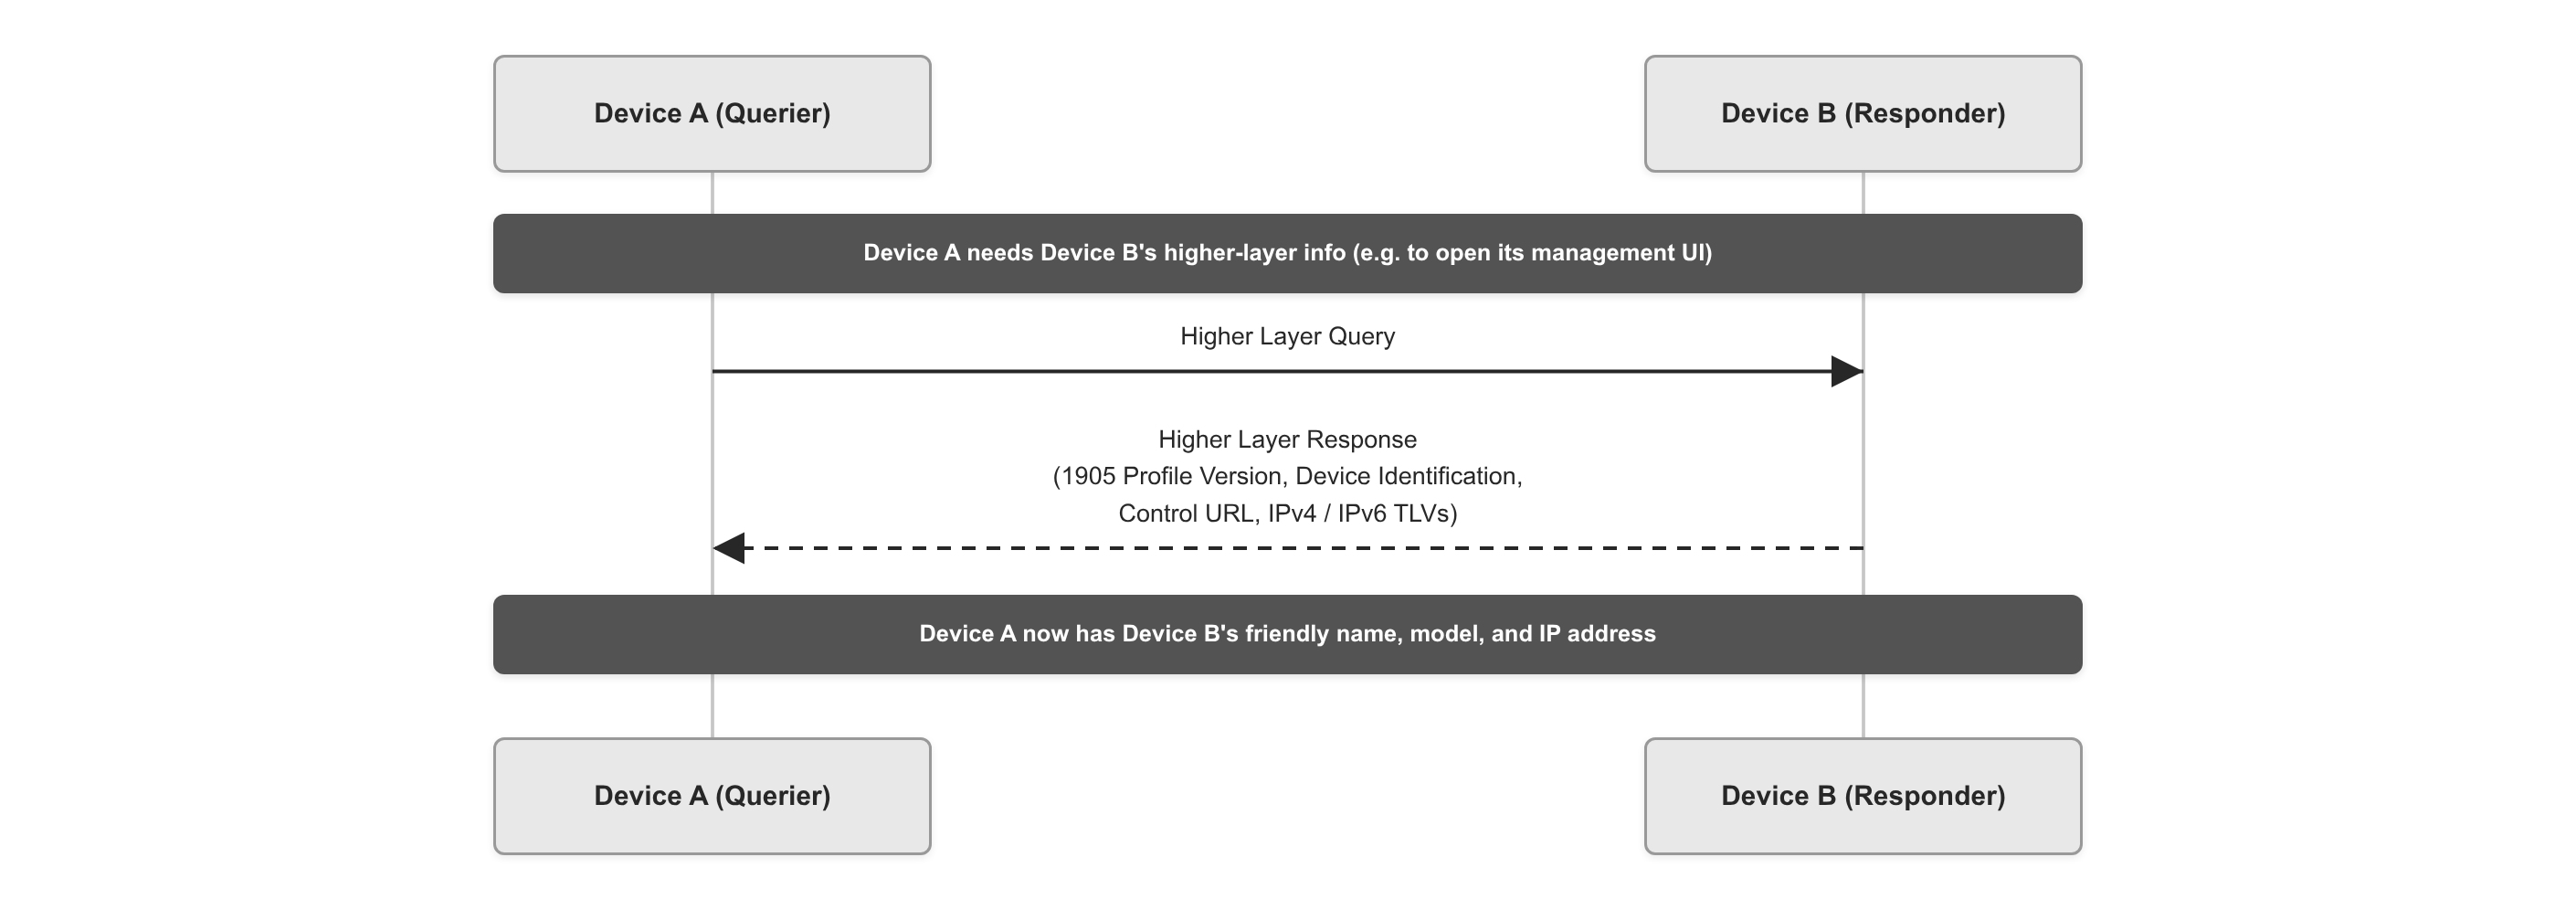 Device A (Querier)
Device B (Responder)
Device A needs Device B's higher-layer info (e.g. to open its management UI)
Higher Layer Query
Higher Layer Response
(1905 Profile Version, Device Identification,
Control URL, IPv4 / IPv6 TLVs)
Device A now has Device B's friendly name, model, and IP address
Device A (Querier)
Device B (Responder)